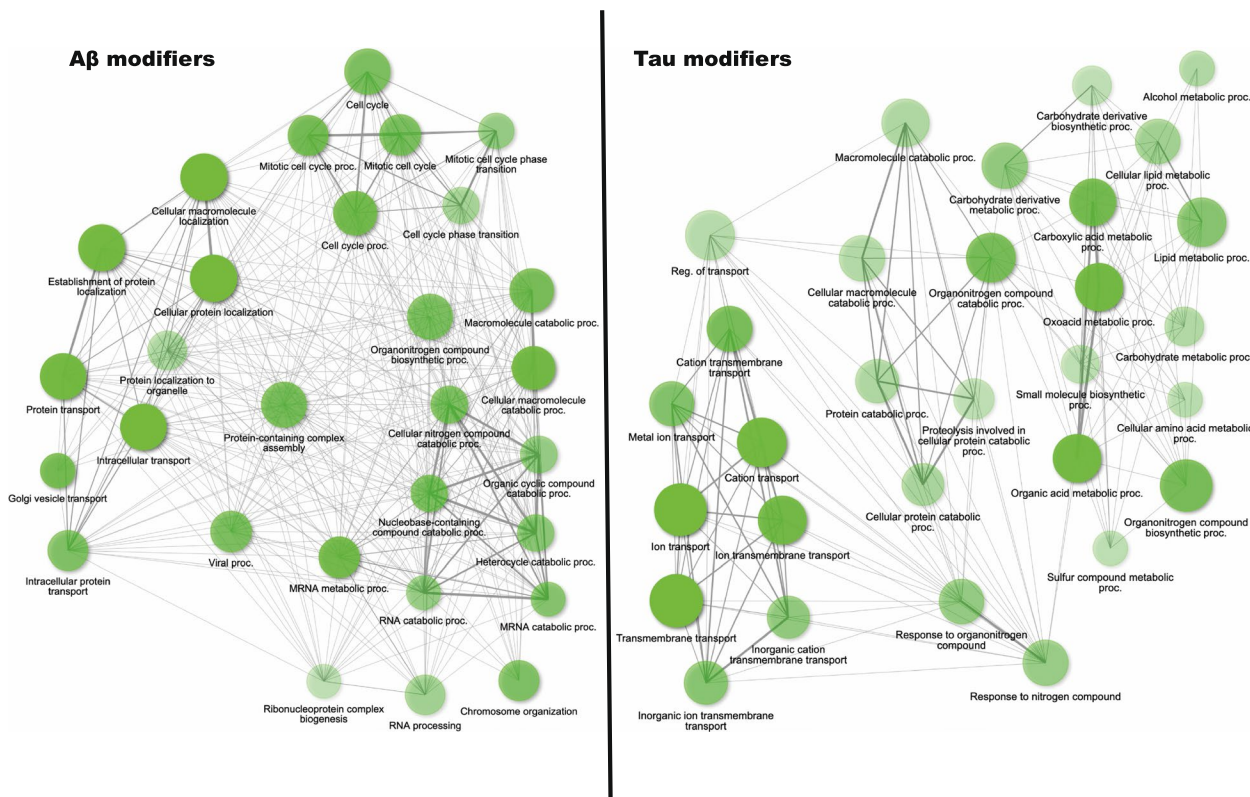 Aβ modifiers
Cell cycle
Mitotic cell cycle proc.
Mitotic cell cycle
Mitotic cell cycle phase
transition
Cellular macromolecule
localization
Cell cycle proc.
Cell cycle phase transition
Establishment of protein
localization
Cellular protein localization
Macromolecule catabolic proc.
Organonitrogen compound
biosynthetic proc.
Protein localization to
organelle
Protein transport
Cellular macromolecule
catabolic proc.
Protein-containing complex
assembly
Cellular nitrogen compound
catabolic proc.
Intracellular transport
Golgi vesicle transport
Organic cyclic compound
catabolic proc.
Nucleobase-containing
compound catabolic proc.
Viral proc.
Heterocycle catabolic proc.
Intracellular protein
transport
MRNA metabolic proc.
RNA catabolic proc.
MRNA catabolic proc.
Ribonucleoprotein complex
biogenesis
RNA processing
Chromosome organization
Tau modifiers
Alcohol metabolic proc.
Carbohydrate derivative
biosynthetic proc.
Macromolecule catabolic proc.
Cellular lipid metabolic
proc.
Carbohydrate derivative
metabolic proc.
Carboxylic acid metabolic
proc.
Lipid metabolic proc.
Reg. of transport
Cellular macromolecule
catabolic proc.
Organonitrogen compound
catabolic proc.
Oxoacid metabolic proc.
Cation transmembrane
transport
Carbohydrate metabolic proc
Small molecule biosynthetic
proc.
Protein catabolic proc.
Metal ion transport
Proteolysis involved in
cellular protein catabolic
proc.
Cellular amino acid metabolic
proc.
Cation transport
Organic acid metabolic proc.
Cellular protein catabolic
proc.
Organonitrogen compound
biosynthetic proc.
Ion transport
Ion transmembrane transport
Sulfur compound metabolic
proc.
Transmembrane transport
Inorganic cation
transmembrane transport
Response to organonitrogen
compound
Response to nitrogen compound
Inorganic ion transmembrane
transport